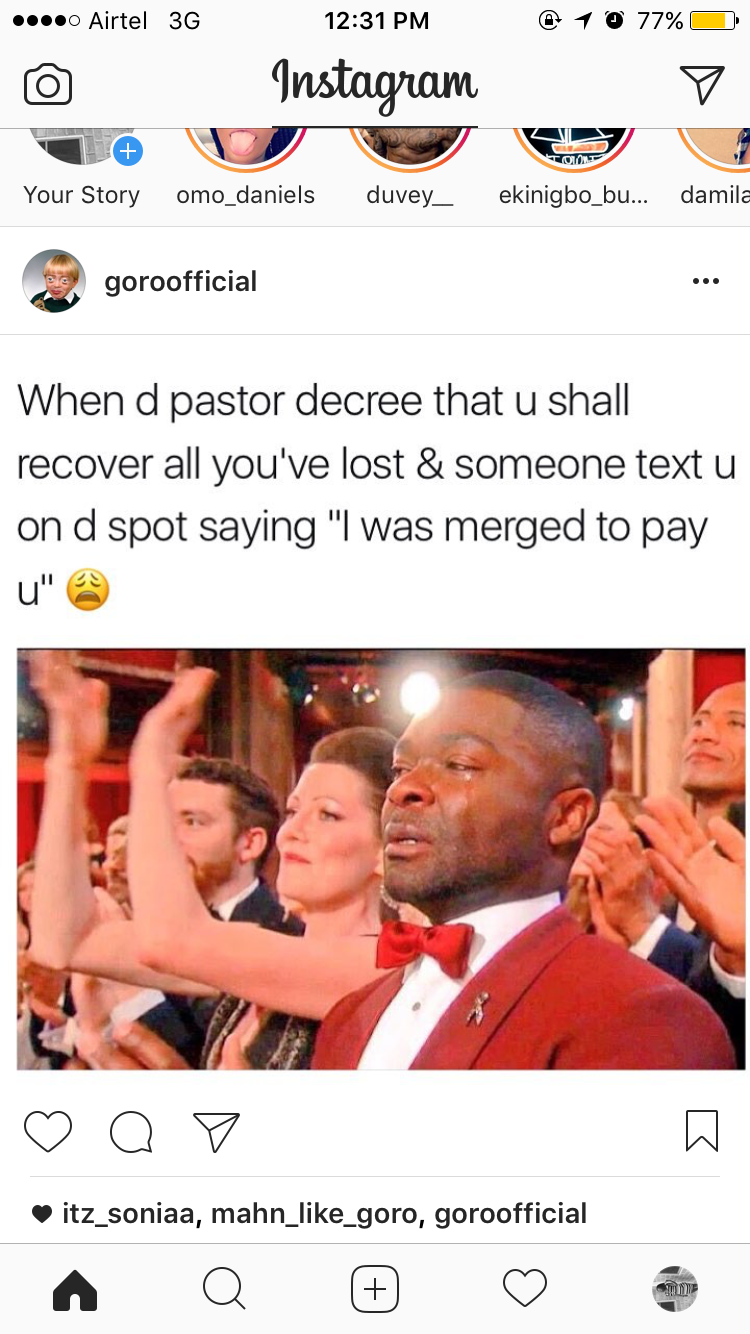 Airtel 3G 12:31 PM 77%
Instagram
Your Story omo_daniels duvey__ ekinigbo_bu... damila
goroofficial
When d pastor decree that u shall
recover all you've lost & someone text u
on d spot saying "I was merged to pay
u" 😩
itz_soniaa, mahn_like_goro, goroofficial